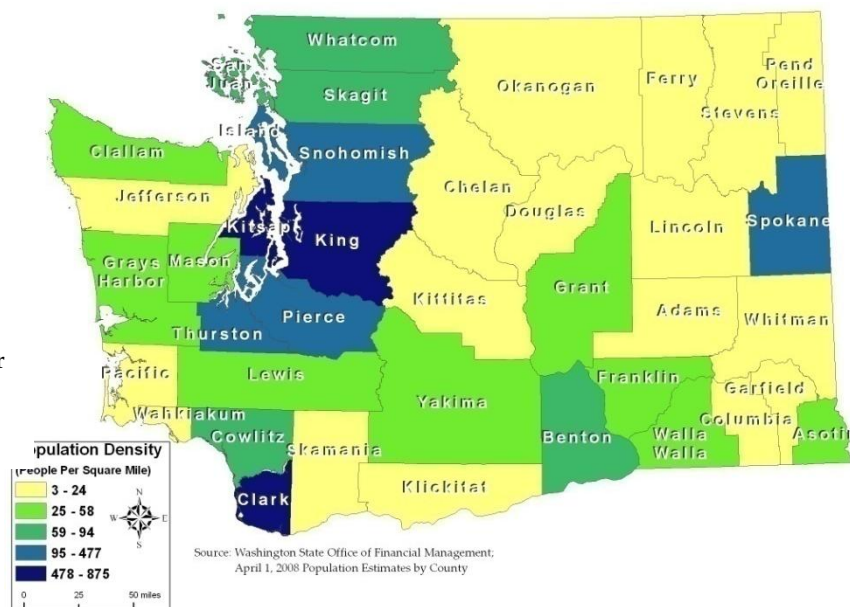 Whatcom
San
Juan
Skagit
Okanogan
Ferry
Pend
Oreille
Stevens
Island
Snohomish
Clallam
Chelan
Jefferson
Douglas
Lincoln
Spokane
Kitsap
King
Grays
Harbor
Mason
Kittitas
Grant
Adams
Whitman
Thurston
Pierce
r
Pacific
Lewis
Yakima
Franklin
Garfield
Columbia
Wahkiakum
Cowlitz
Skamania
Benton
Walla
Walla
Asotin
Clark
Klickitat
opulation Density
(People Per Square Mile)
3 - 24
25 - 58
59 - 94
95 - 477
478 - 875
N
W E
S
0 25 50 miles
Source: Washington State Office of Financial Management;
April 1, 2008 Population Estimates by County